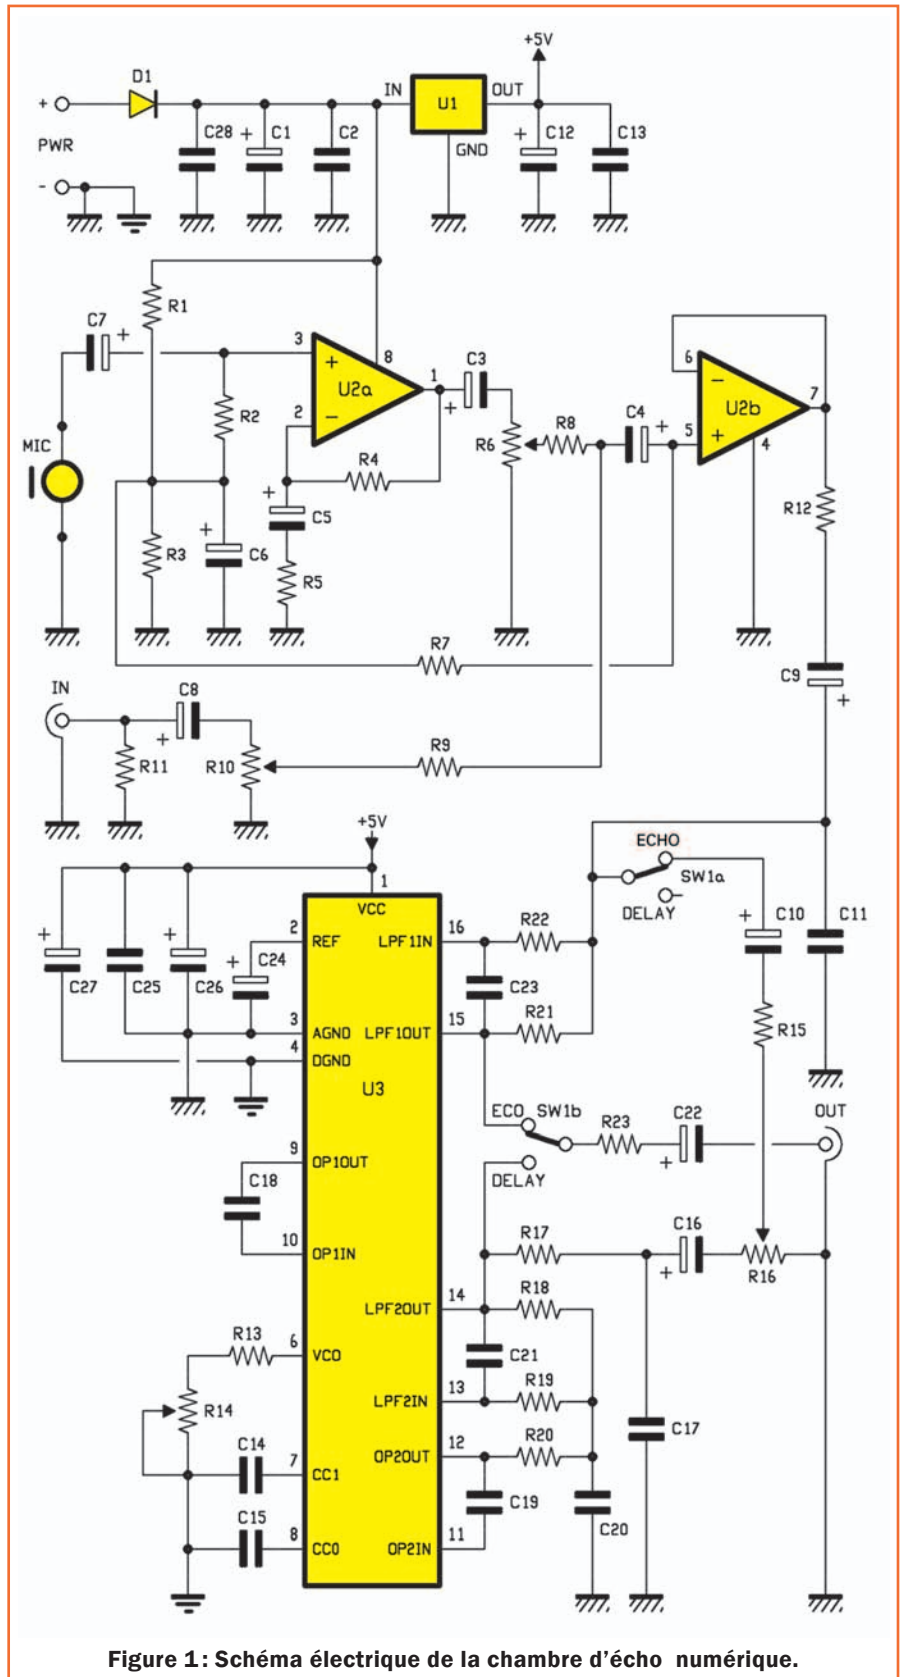 +5V
D1
IN
U1
OUT
+
PWR
-
C28
+
C1
C2
GND
+
C12
C13
R1
C7
+
3
+
8
U2a
2
-
1
C3
+
R2
R4
R6
R8
C4
+
6
-
U2b
7
5
+
4
R12
MIC
+
C5
R3
+
C6
R5
R7
C9
+
IN
C8
+
R11
R10
R9
+5V
1
VCC
ECHO
SW1a
DELAY
+
C10
C11
+
C27
C25
+
C26
+
C24
2
REF
LPF1IN
16
R22
C23
R21
3
AGND
LPF1OUT
15
4
DGND
U3
R15
ECO
SW1b
R23
C22
+
OUT
DELAY
9
OP1OUT
C18
10
OP1IN
R17
C16
+
R16
LPF2OUT
14
R18
R13
6
VCO
C21
R14
LPF2IN
13
R19
C17
C14
7
CC1
OP2OUT
12
R20
C19
C20
C15
8
CC0
OP2IN
11
Figure 1: Schéma électrique de la chambre d'écho numérique.